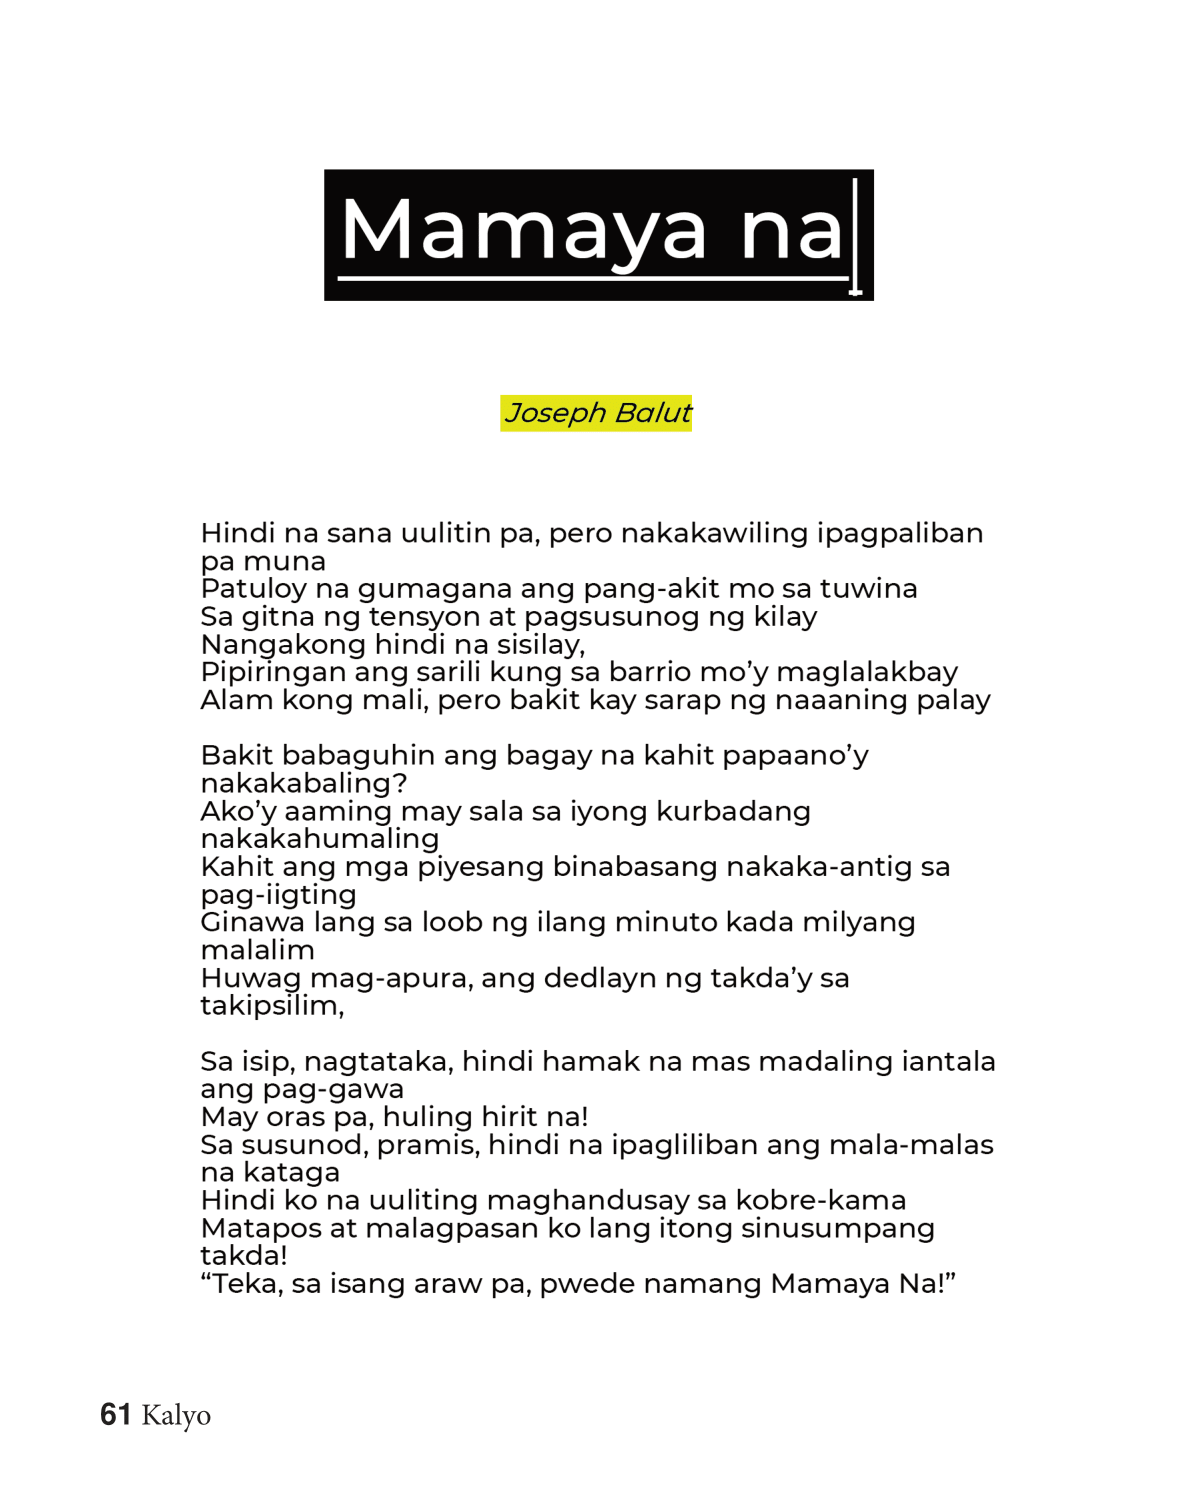 Mamaya na
Joseph Balut
Hindi na sana uulitin pa, pero nakakawiling ipagpaliban
pa muna
Patuloy na gumagana ang pang-akit mo sa tuwina
Sa gitna ng tensyon at pagsusunog ng kilay
Nangakong hindi na sisilay,
Pipiringan ang sarili kung sa barrio mo’y maglalakbay
Alam kong mali, pero bakit kay sarap ng naaaning palay
Bakit babaguhin ang bagay na kahit papaano’y
nakakabaling?
Ako’y aaming may sala sa iyong kurbadang
nakakahumaling
Kahit ang mga piyesang binabasang nakaka-antig sa
pag-iigting
Ginawa lang sa loob ng ilang minuto kada milyang
malalim
Huwag mag-apura, ang dedlayn ng takda’y sa
takipsilim,
Sa isip, nagtataka, hindi hamak na mas madaling iantala
ang pag-gawa
May oras pa, huling hirit na!
Sa susunod, pramis, hindi na ipagliliban ang mala-malas
na kataga
Hindi ko na uuliting maghandusay sa kobre-kama
Matapos at malagpasan ko lang itong sinusumpang
takda!
“Teka, sa isang araw pa, pwede namang Mamaya Na!”
61 Kalyo